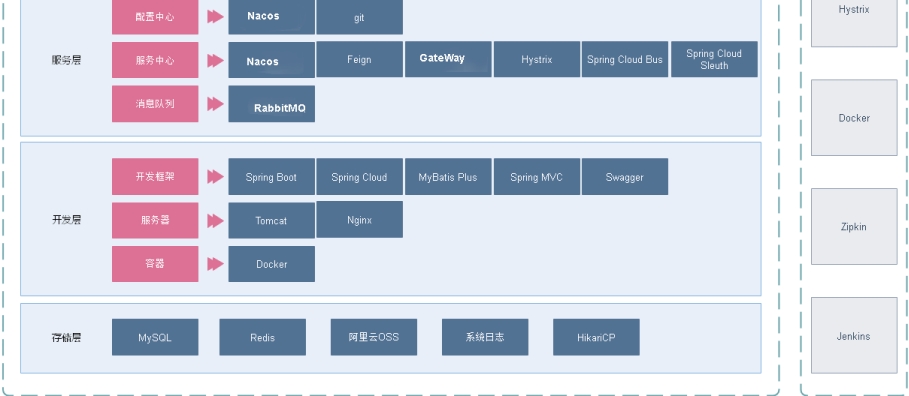 配置中心
Nacos
git
服务层
服务中心
Nacos
Feign
GateWay
Hystrix
Spring Cloud Bus
Spring Cloud
Sleuth
消息队列
RabbitMQ
开发层
开发框架
Spring Boot
Spring Cloud
MyBatis Plus
Spring MVC
Swagger
服务器
Tomcat
Nginx
容器
Docker
存储层
MySQL
Redis
阿里云OSS
系统日志
HikariCP
Hystrix
Docker
Zipkin
Jenkins